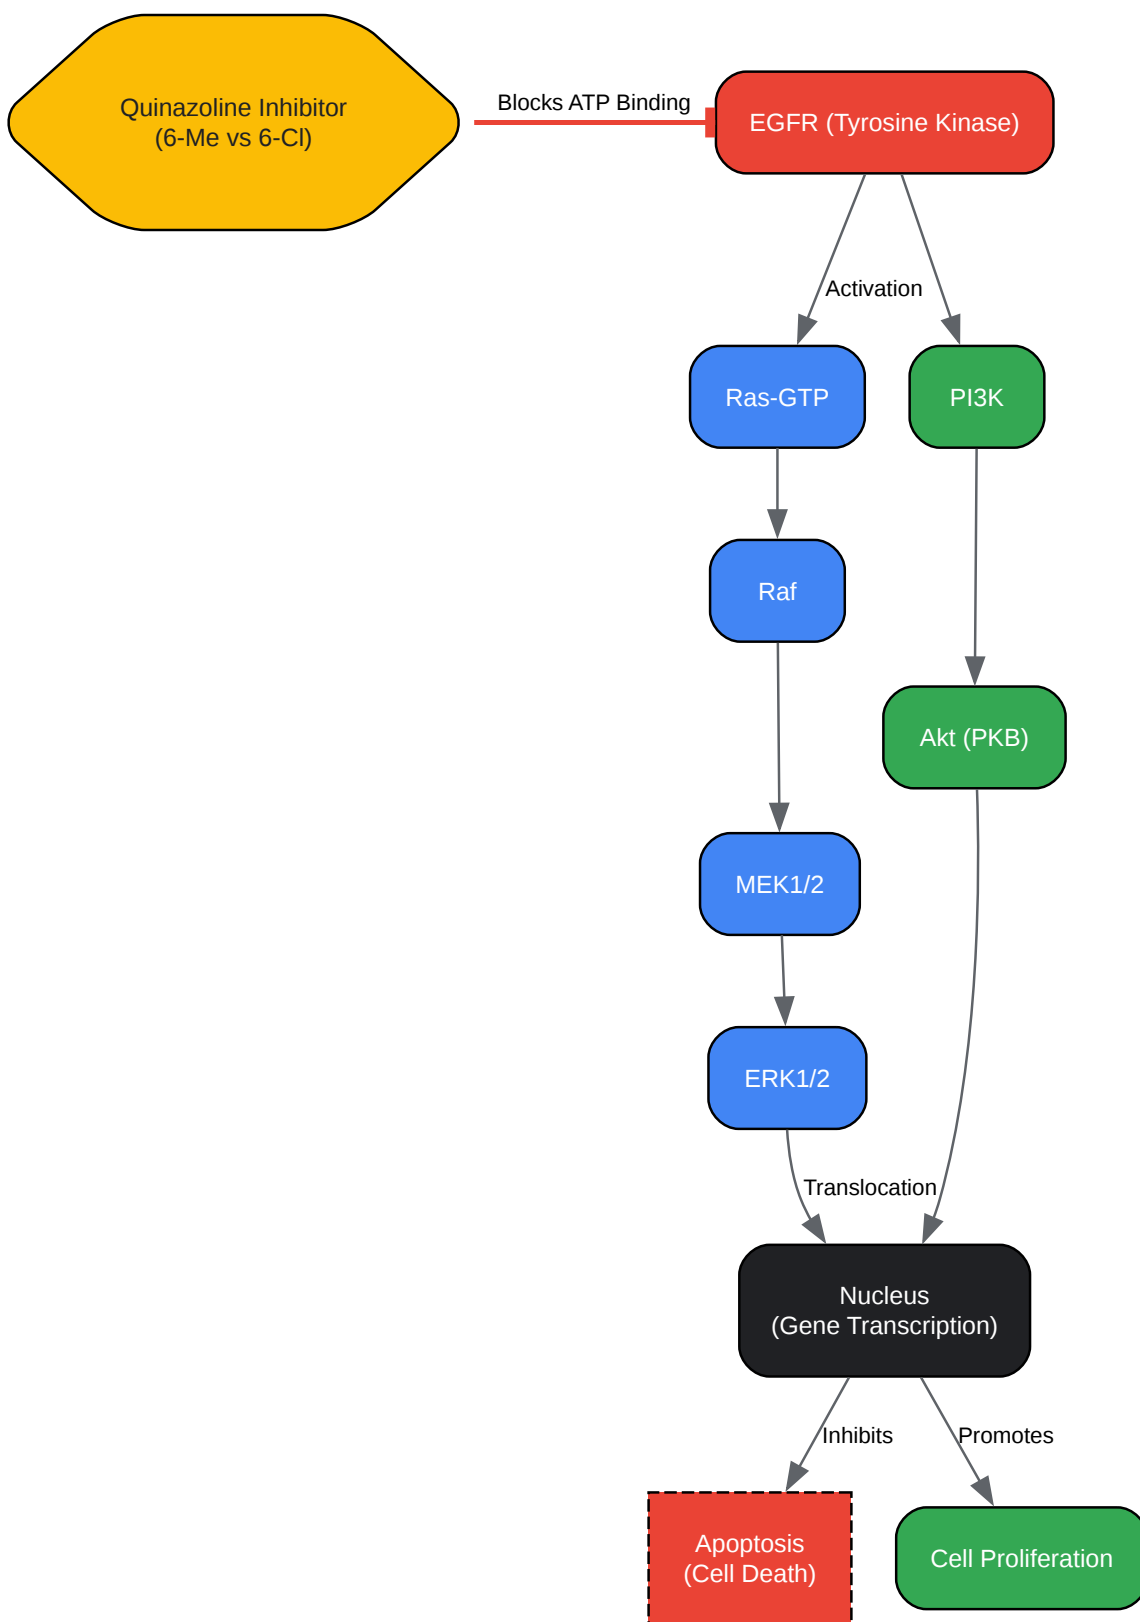 Quinazoline Inhibitor
(6-Me vs 6-Cl)
Blocks ATP Binding
EGFR (Tyrosine Kinase)
Activation
Ras-GTP
PI3K
Raf
Akt (PKB)
MEK1/2
ERK1/2
Translocation
Nucleus
(Gene Transcription)
Inhibits
Promotes
Apoptosis
(Cell Death)
Cell Proliferation